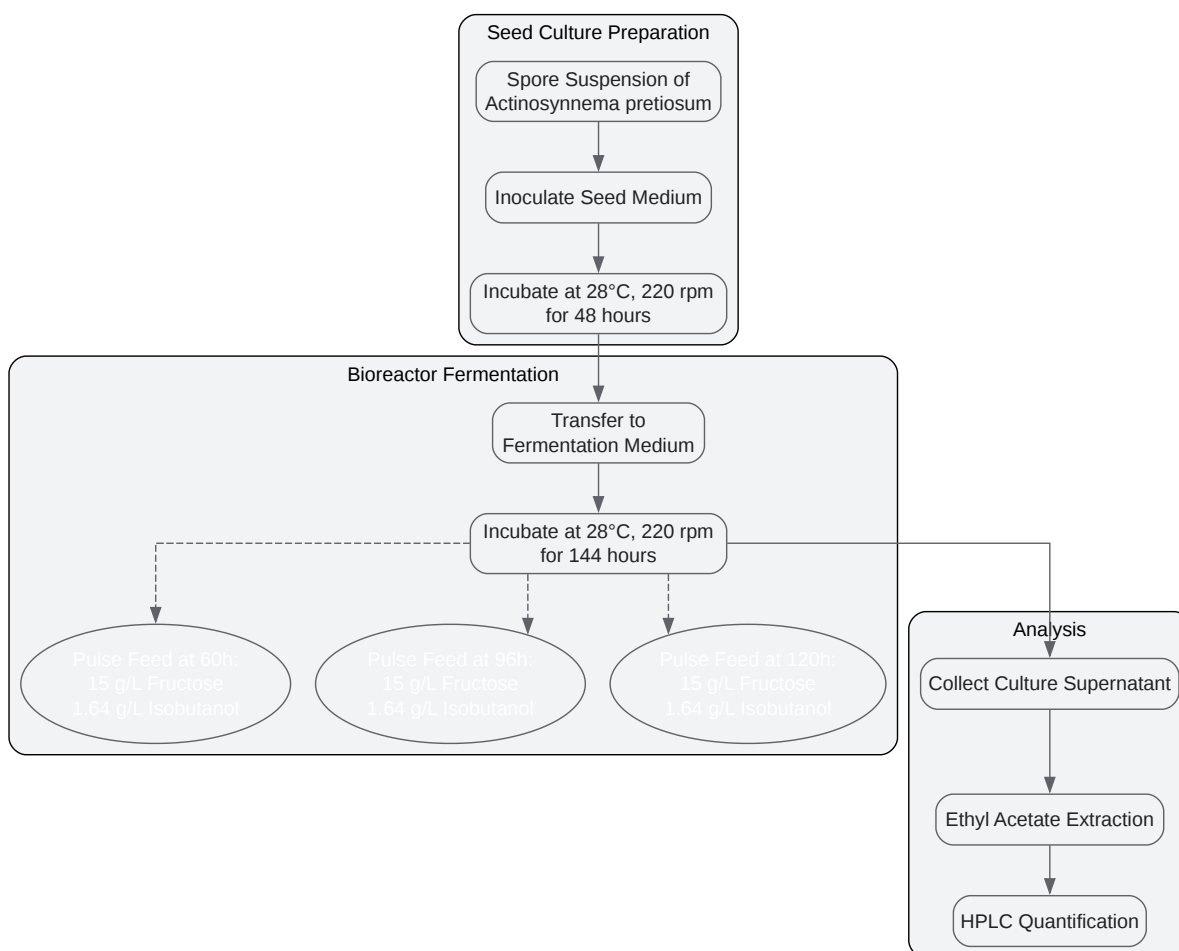 Seed Culture Preparation
Spore Suspension of
Actinosynnema pretiosum
Inoculate Seed Medium
Incubate at 28°C, 220 rpm
for 48 hours
Bioreactor Fermentation
Transfer to
Fermentation Medium
Incubate at 28°C, 220 rpm
for 144 hours
Pulse Feed at 60h:
15 g/L Fructose
1.64 g/L Isobutanol
Pulse Feed at 96h:
15 g/L Fructose
1.64 g/L Isobutanol
Pulse Feed at 120h:
15 g/L Fructose
1.64 g/L Isobutanol
Analysis
Collect Culture Supernatant
Ethyl Acetate Extraction
HPLC Quantification